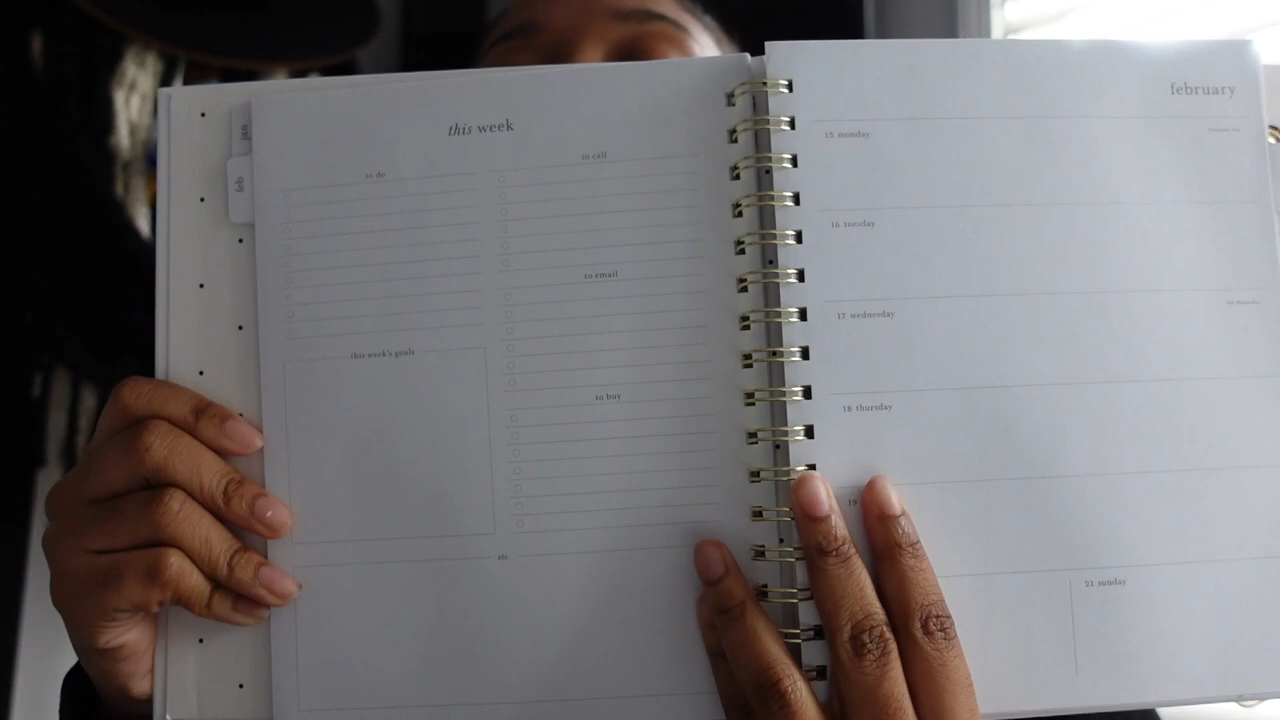 jan
feb
this week
to do
to call
to email
this week's goals
to buy
etc.
february
15 monday
16 tuesday
17 wednesday
18 thursday
19
21 sunday